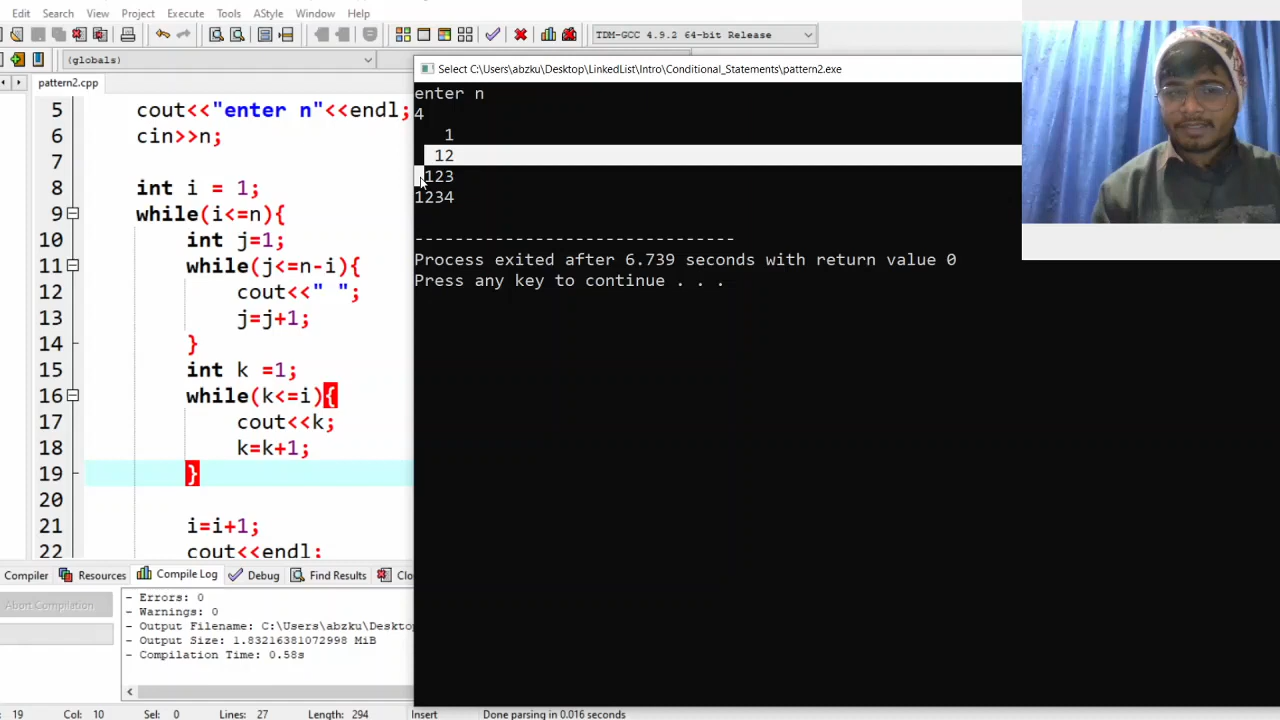 Edit Search View Project Execute Tools AStyle Window Help
TDM-GCC 4.9.2 64-bit Release
(globals)
pattern2.cpp
5 cout<<"enter n"<<endl;
6 cin>>n;
7
8 int i = 1;
9 while(i<=n){
10 int j=1;
11 while(j<=n-i){
12 cout<<" ";
13 j=j+1;
14 }
15 int k =1;
16 while(k<=i){
17 cout<<k;
18 k=k+1;
19 }
20
21 i=i+1;
22 cout<<endl;
Select C:\Users\abzku\Desktop\LinkedList\Intro\Conditional_Statements\pattern2.exe
enter n
4
1
12
123
1234
--------------------------------
Process exited after 6.739 seconds with return value 0
Press any key to continue . . .
Compiler Resources Compile Log Debug Find Results Clo
Abort Compilation
- Errors: 0
- Warnings: 0
- Output Filename: C:\Users\abzku\Deskto
- Output Size: 1.83216381072998 MiB
- Compilation Time: 0.58s
19 Col: 10 Sel: 0 Lines: 27 Length: 294 Insert Done parsing in 0.016 seconds